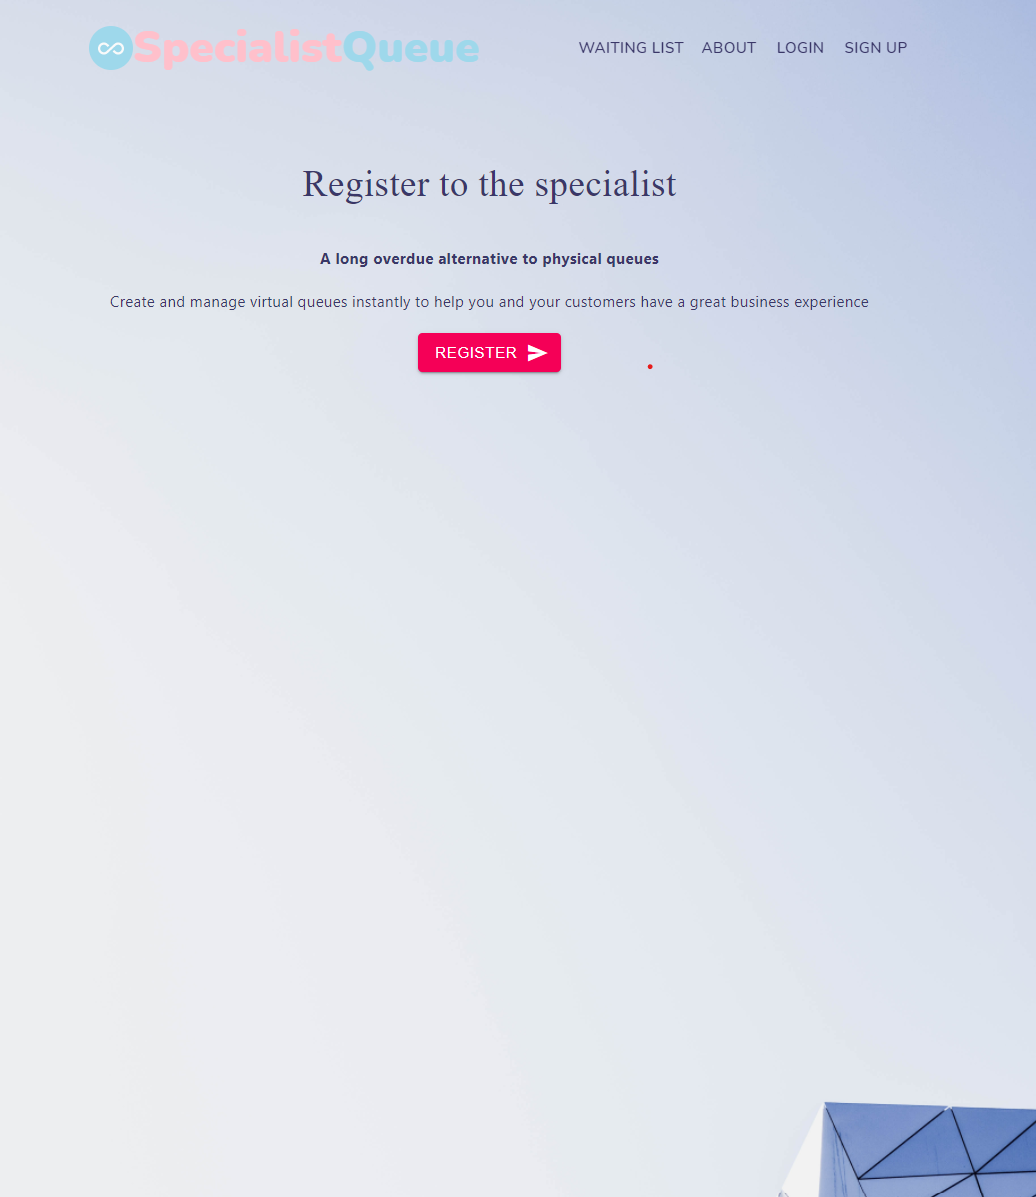 SpecialistQueue
WAITING LIST ABOUT LOGIN SIGN UP
Register to the specialist
A long overdue alternative to physical queues
Create and manage virtual queues instantly to help you and your customers have a great business experience
REGISTER